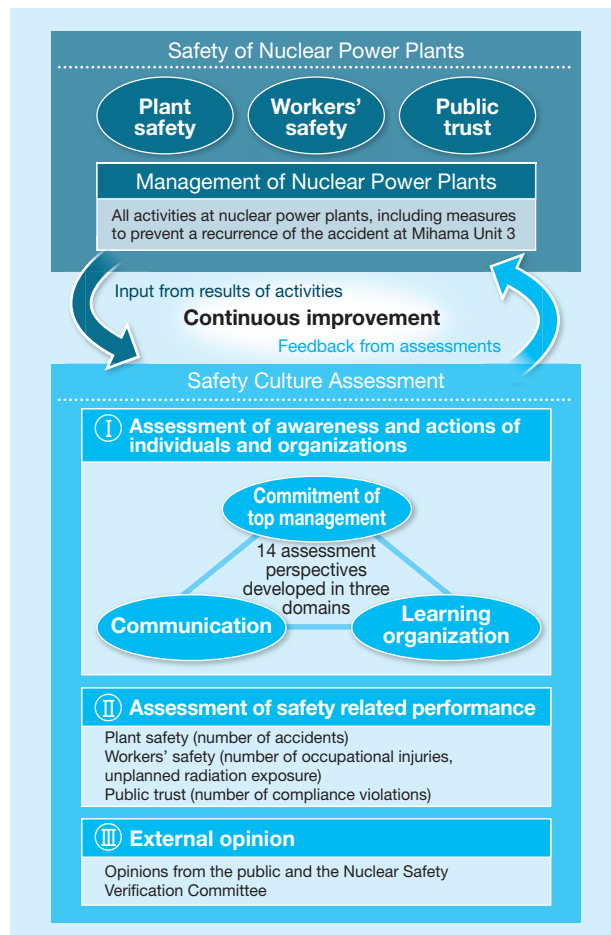 Safety of Nuclear Power Plants
Plant
safety
Workers'
safety
Public
trust
Management of Nuclear Power Plants
All activities at nuclear power plants, including measures
to prevent a recurrence of the accident at Mihama Unit 3
Input from results of activities
Continuous improvement
Feedback from assessments
Safety Culture Assessment
Ⅰ Assessment of awareness and actions of
individuals and organizations
Commitment of
top management
14 assessment
perspectives
developed in three
domains
Communication
Learning
organization
Ⅱ Assessment of safety related performance
Plant safety (number of accidents)
Workers' safety (number of occupational injuries,
unplanned radiation exposure)
Public trust (number of compliance violations)
Ⅲ External opinion
Opinions from the public and the Nuclear Safety
Verification Committee